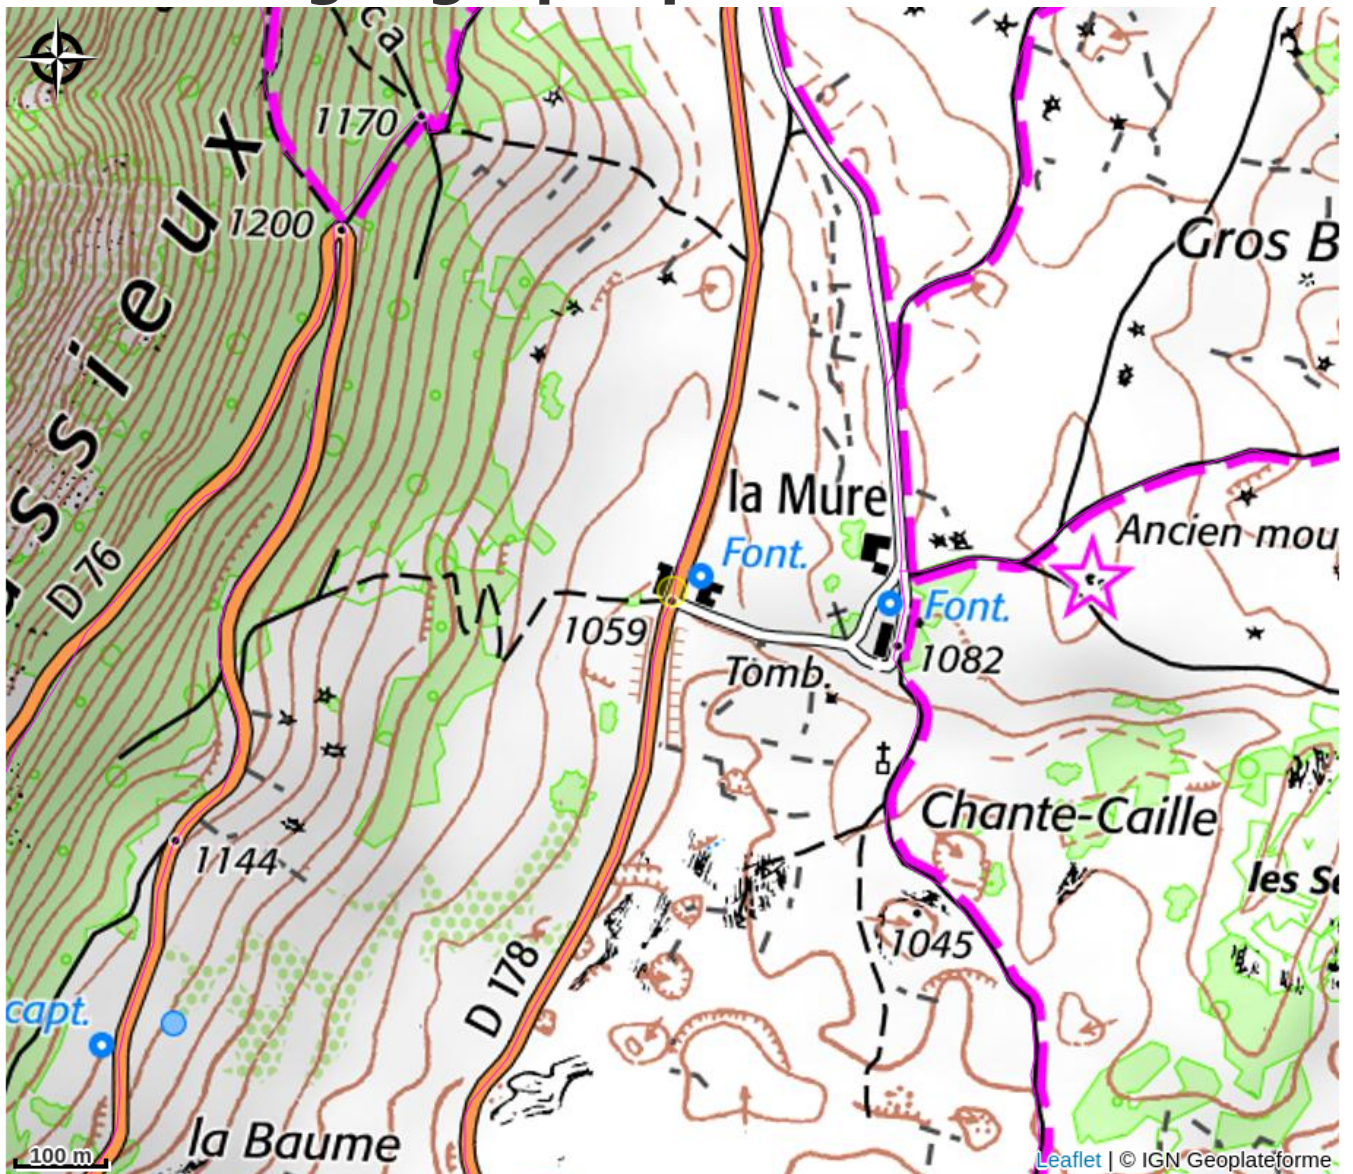 ca
1170
ssieux
1200
Gros B
la Mure
Font.
Ancien mou
D 76
Font.
1059
Tomb.
1082
Chante-Caille
1144
les Se
1045
D 178
capt.
la Baume
100 m
Leaflet | © IGN Geoplateforme